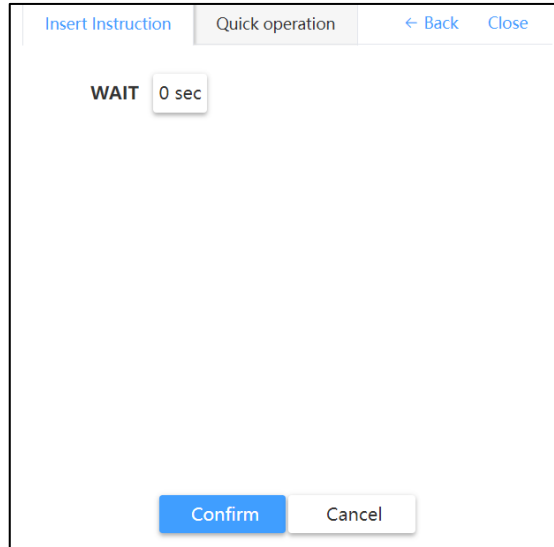 Insert Instruction Quick operation ← Back Close
WAIT 0 sec
Confirm Cancel